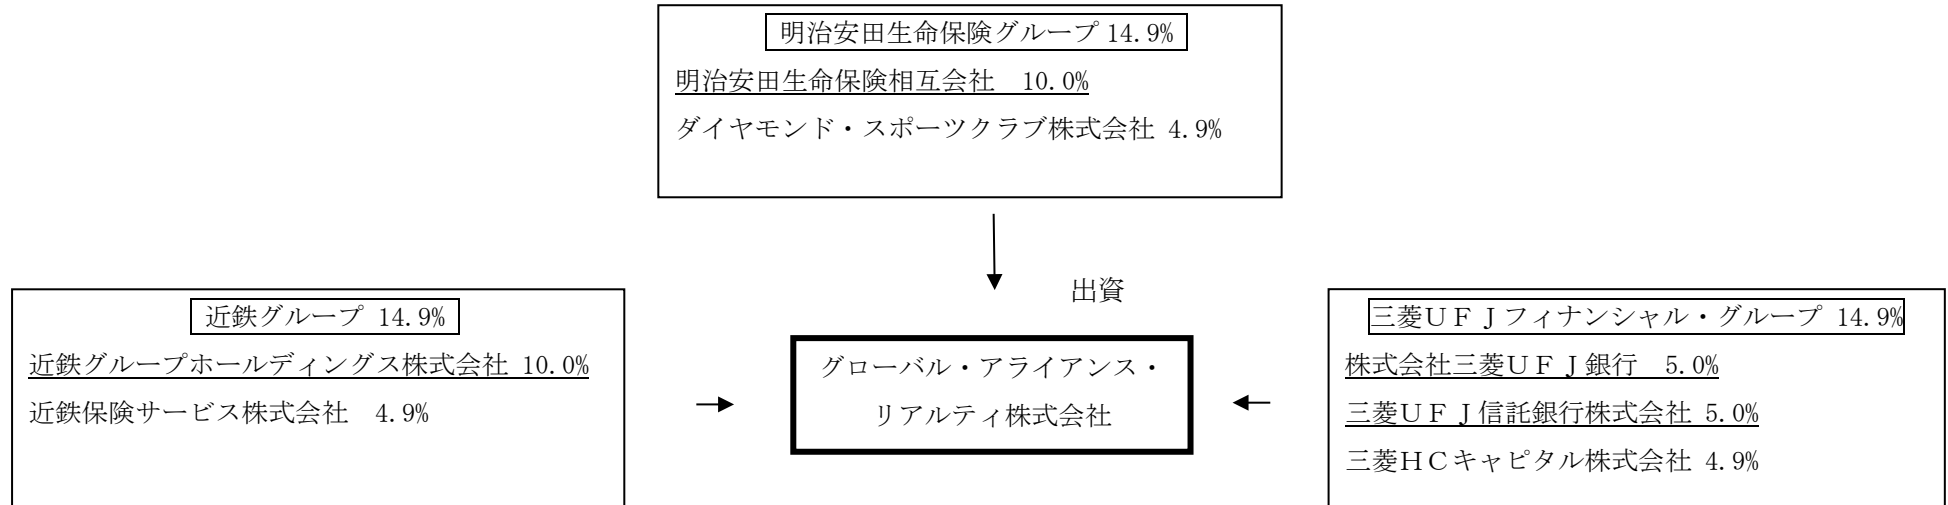 明治安田生命保険グループ 14.9%
明治安田生命保険相互会社　10.0%
ダイヤモンド・スポーツクラブ株式会社 4.9%
出資
近鉄グループ 14.9%
近鉄グループホールディングス株式会社 10.0%
近鉄保険サービス株式会社　4.9%
グローバル・アライアンス・
リアルティ株式会社
三菱ＵＦＪフィナンシャル・グループ 14.9%
株式会社三菱ＵＦＪ銀行　5.0%
三菱ＵＦＪ信託銀行株式会社 5.0%
三菱ＨＣキャピタル株式会社 4.9%